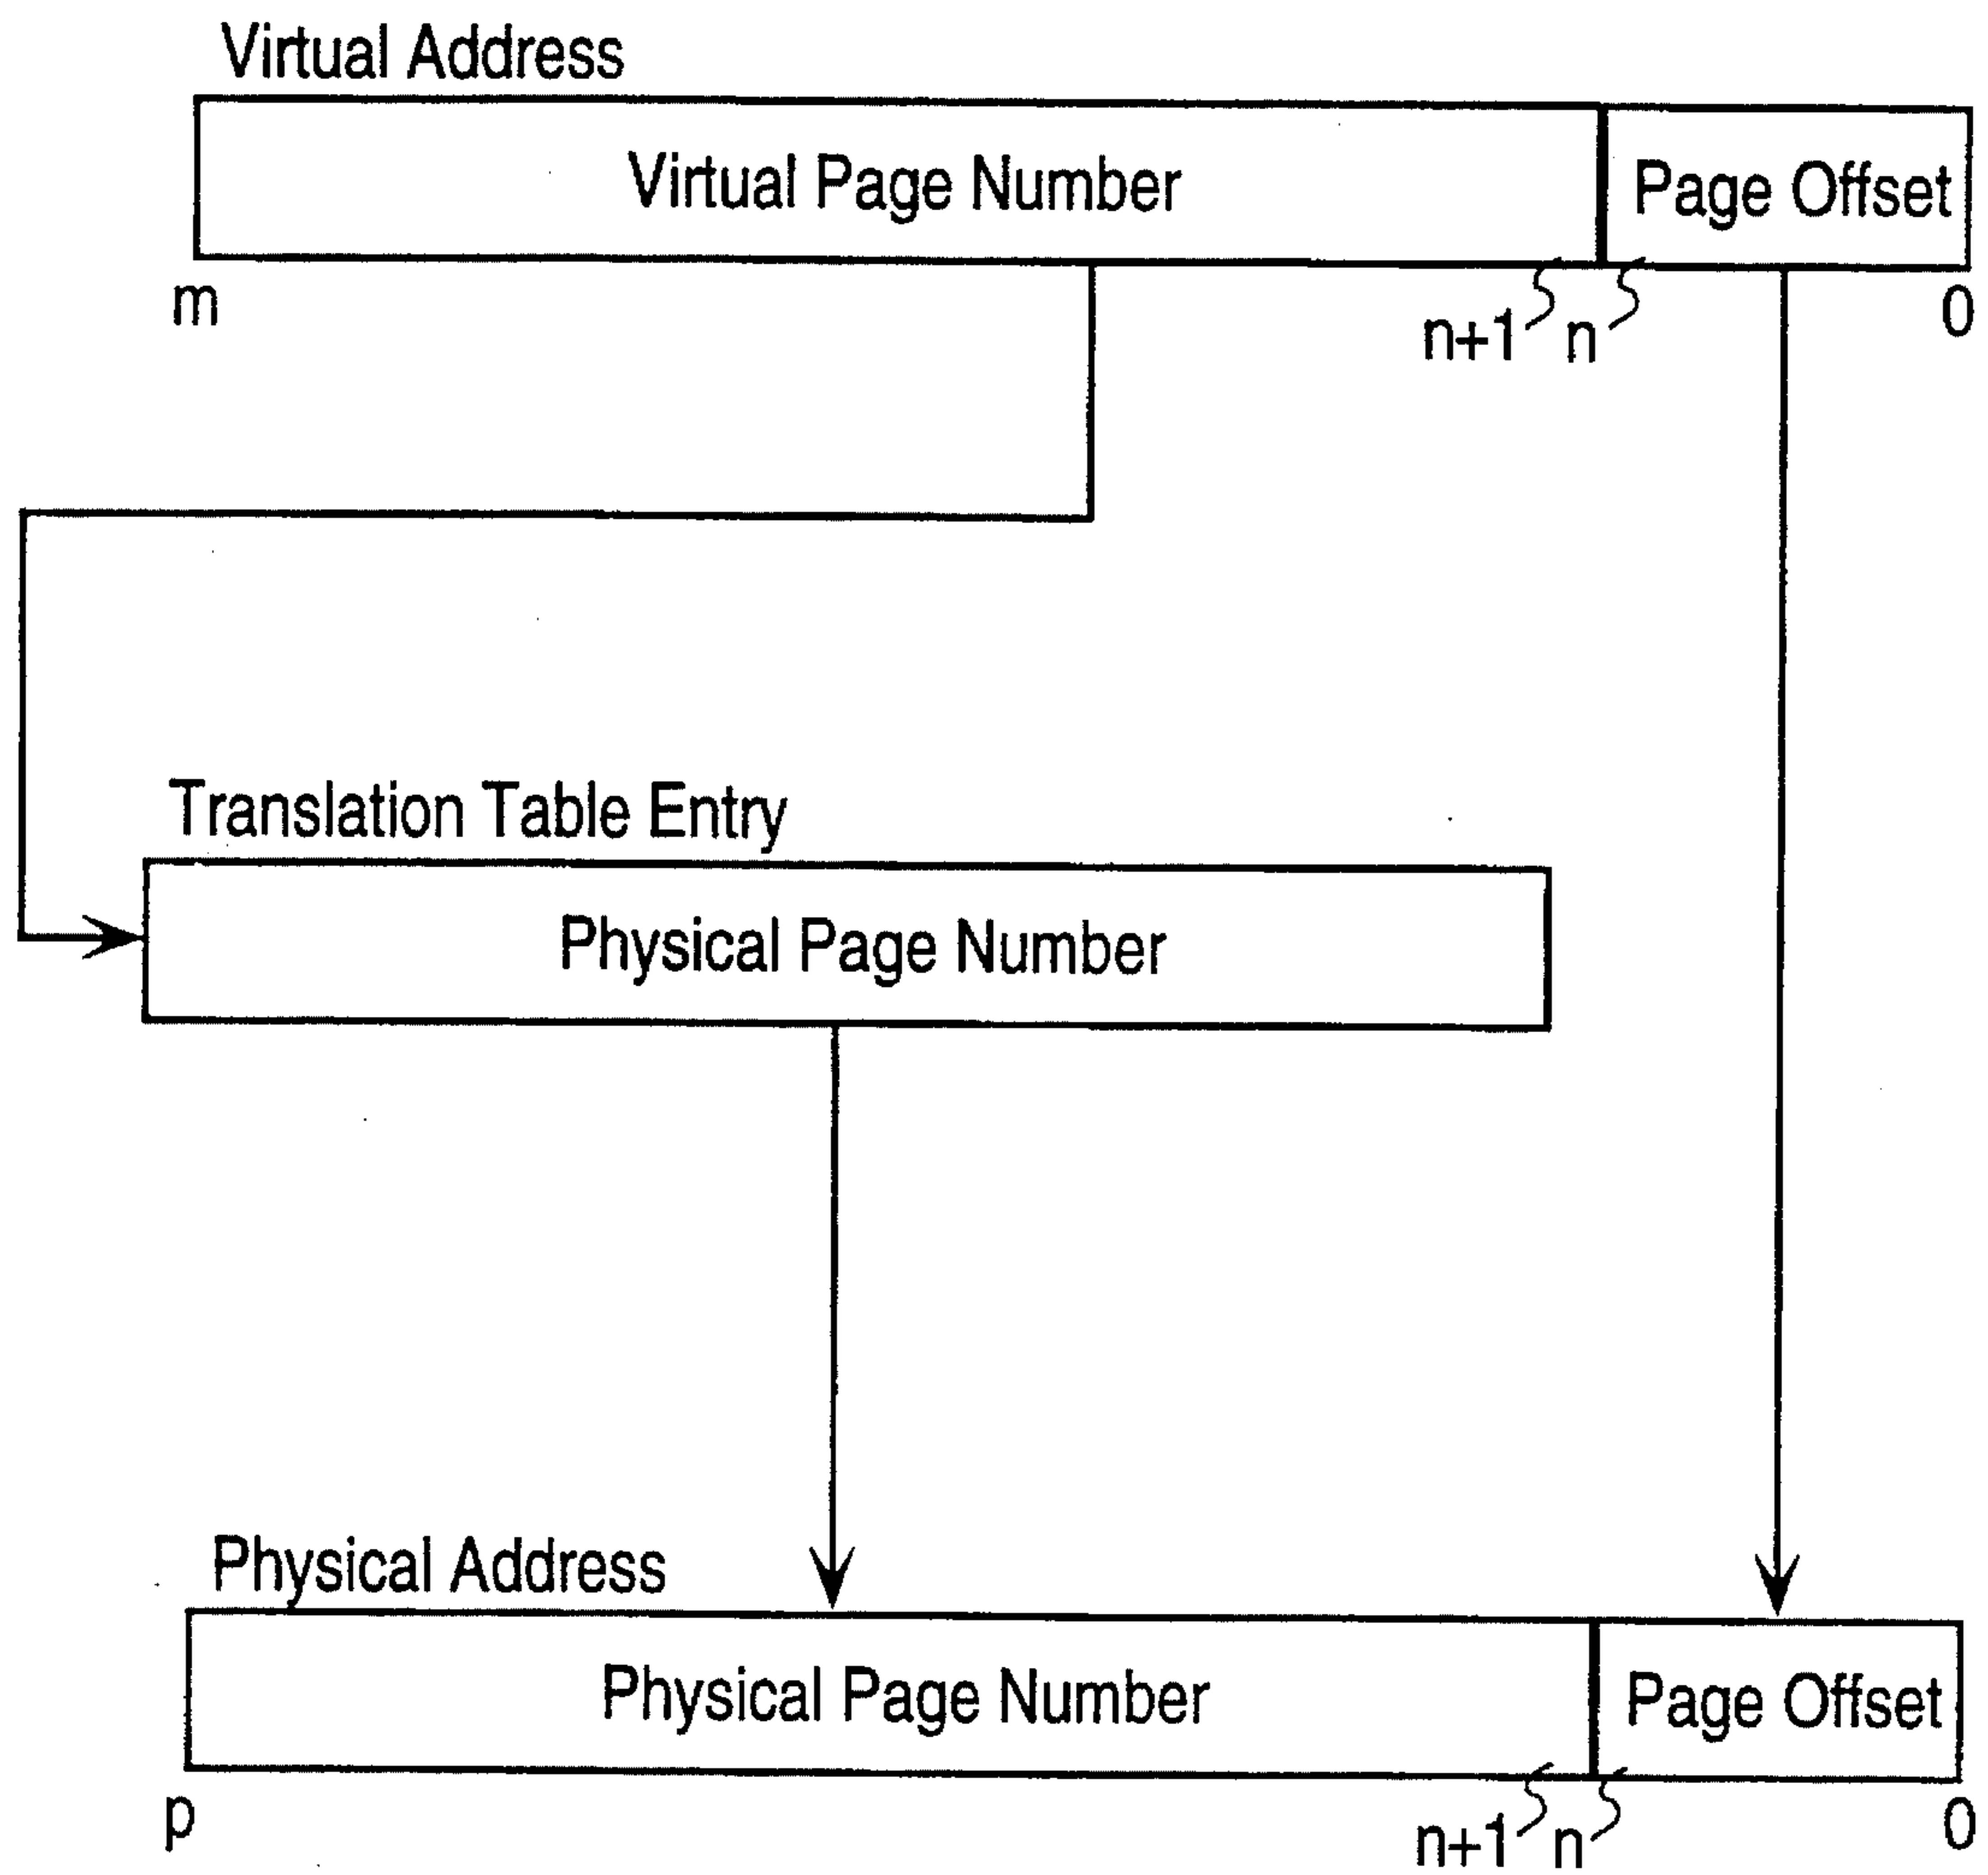 Virtual Address
Virtual Page Number
Page Offset
m
n+1
n
0
Translation Table Entry
Physical Page Number
Physical Address
Physical Page Number
Page Offset
p
n+1
n
0